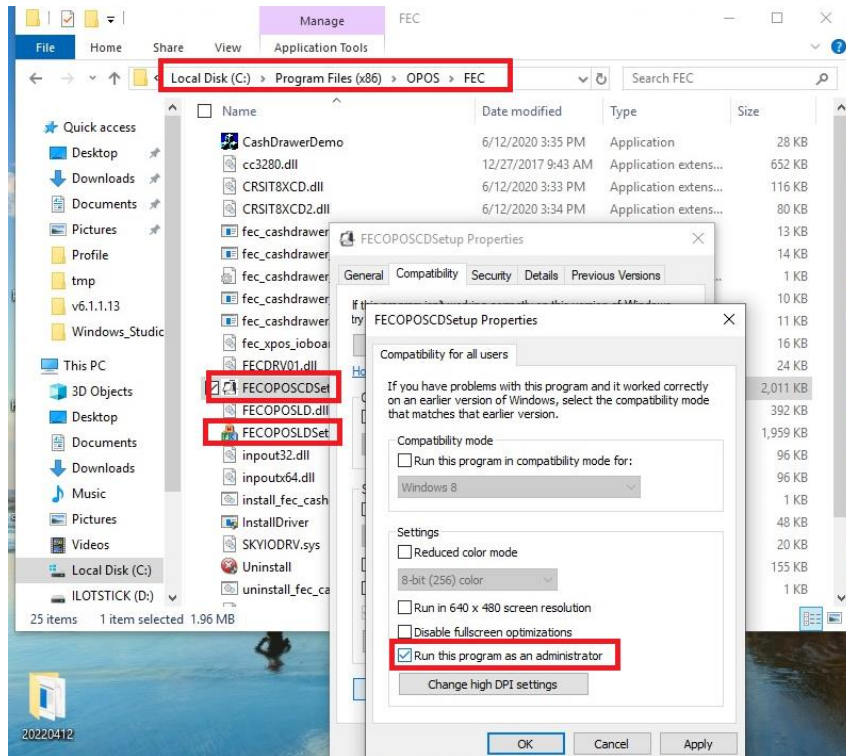 Manage FEC
File Home Share View Application Tools
Local Disk (C:) > Program Files (x86) > OPOS > FEC Search FEC
Name Date modified Type Size
Quick access
Desktop
Downloads
Documents
Pictures
Profile
tmp
v6.1.1.13
Windows_Studic
This PC
3D Objects
Desktop
Documents
Downloads
Music
Pictures
Videos
Local Disk (C:)
ILOTSTICK (D:)
CashDrawerDemo 6/12/2020 3:35 PM Application 28 KB
cc3280.dll 12/27/2017 9:43 AM Application extens... 652 KB
CRSIT8XCD.dll 6/12/2020 3:33 PM Application extens... 116 KB
CRSIT8XCD2.dll 6/12/2020 3:34 PM Application extens... 80 KB
fec_cashdrawer 13 KB
fec_cashdrawer 14 KB
fec_cashdrawer 1 KB
fec_cashdrawer 10 KB
fec_cashdrawer 11 KB
fec_xpos_ioboa 16 KB
FECDRV01.dll 24 KB
FECOPOSCDSet 2,011 KB
FECOPOSLD.dll 392 KB
FECOPOSLDSet 1,959 KB
inpout32.dll 96 KB
inpoutx64.dll 96 KB
install_fec_cash 1 KB
InstallDriver 48 KB
SKYIODRV.sys 20 KB
Uninstall 155 KB
uninstall_fec_ca 1 KB
25 items 1 item selected 1.96 MB
FECOPOSCDSetup Properties
General Compatibility Security Details Previous Versions
If this
try
FECOPOSCDSetup Properties
Compatibility for all users
If you have problems with this program and it worked correctly
on an earlier version of Windows, select the compatibility mode
that matches that earlier version.
Compatibility mode
Run this program in compatibility mode for:
Windows 8
Settings
Reduced color mode
8-bit (256) color
Run in 640 x 480 screen resolution
Disable fullscreen optimizations
Run this program as an administrator
Change high DPI settings
OK Cancel Apply
20220412